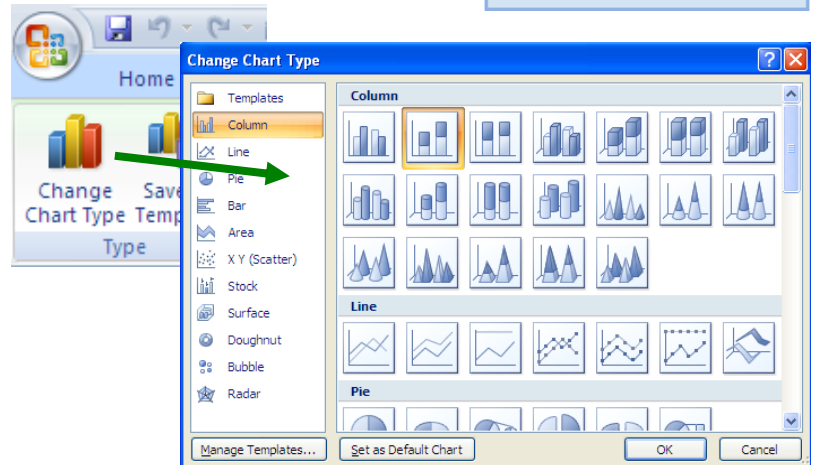 Home
Change Save
Chart Type Temp
Type
Change Chart Type
Templates
Column
Line
Pie
Bar
Area
X Y (Scatter)
Stock
Surface
Doughnut
Bubble
Radar
Column
Line
Pie
Manage Templates...
Set as Default Chart
OK
Cancel